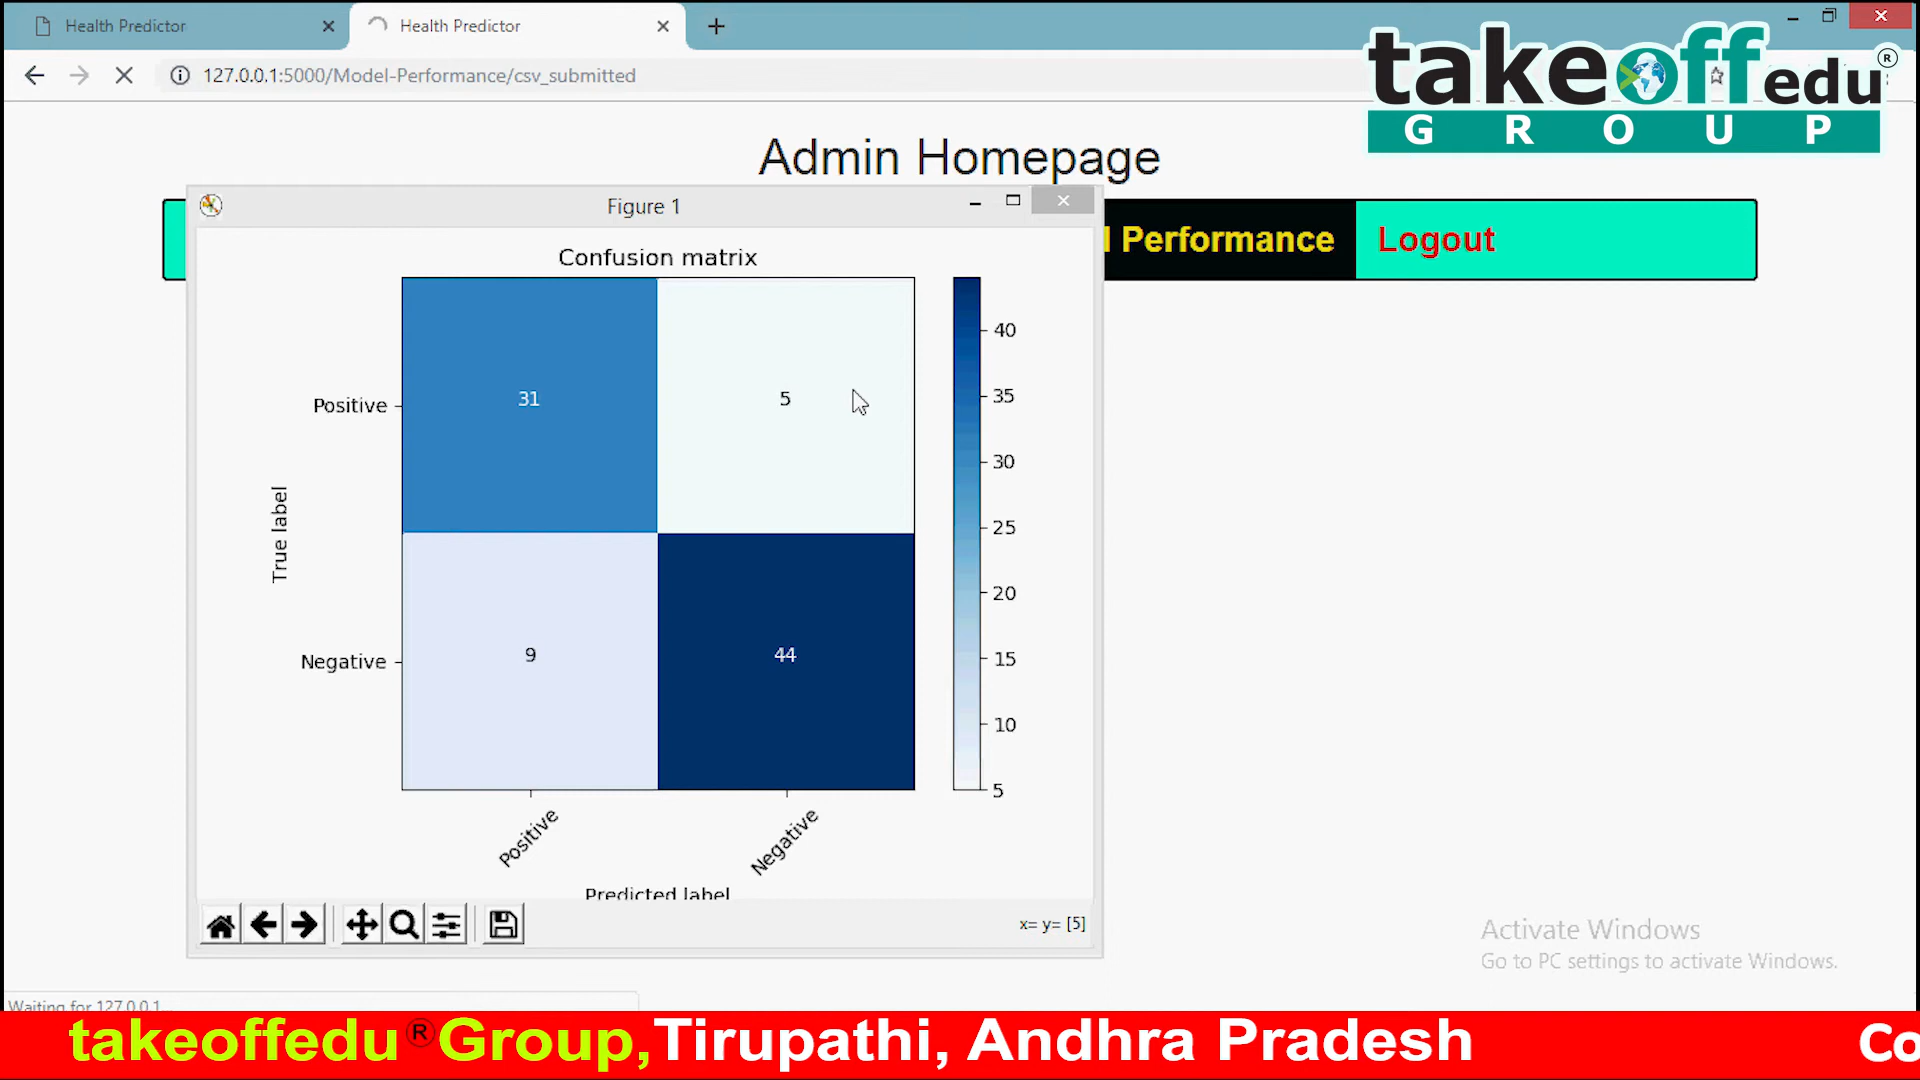 Health Predictor
Health Predictor
127.0.0.1:5000/Model-Performance/csv_submitted
takeoffedu®
GROUP
Admin Homepage
Figure 1
Performance
Logout
Confusion matrix
31
5
Positive
9
44
Negative
True label
40
35
30
25
20
15
10
5
Positive
Negative
Predicted label
x= y= [5]
Activate Windows
Go to PC settings to activate Windows.
Waiting for 127.0.0.1...
takeoffedu®Group,Tirupathi, Andhra Pradesh
Co